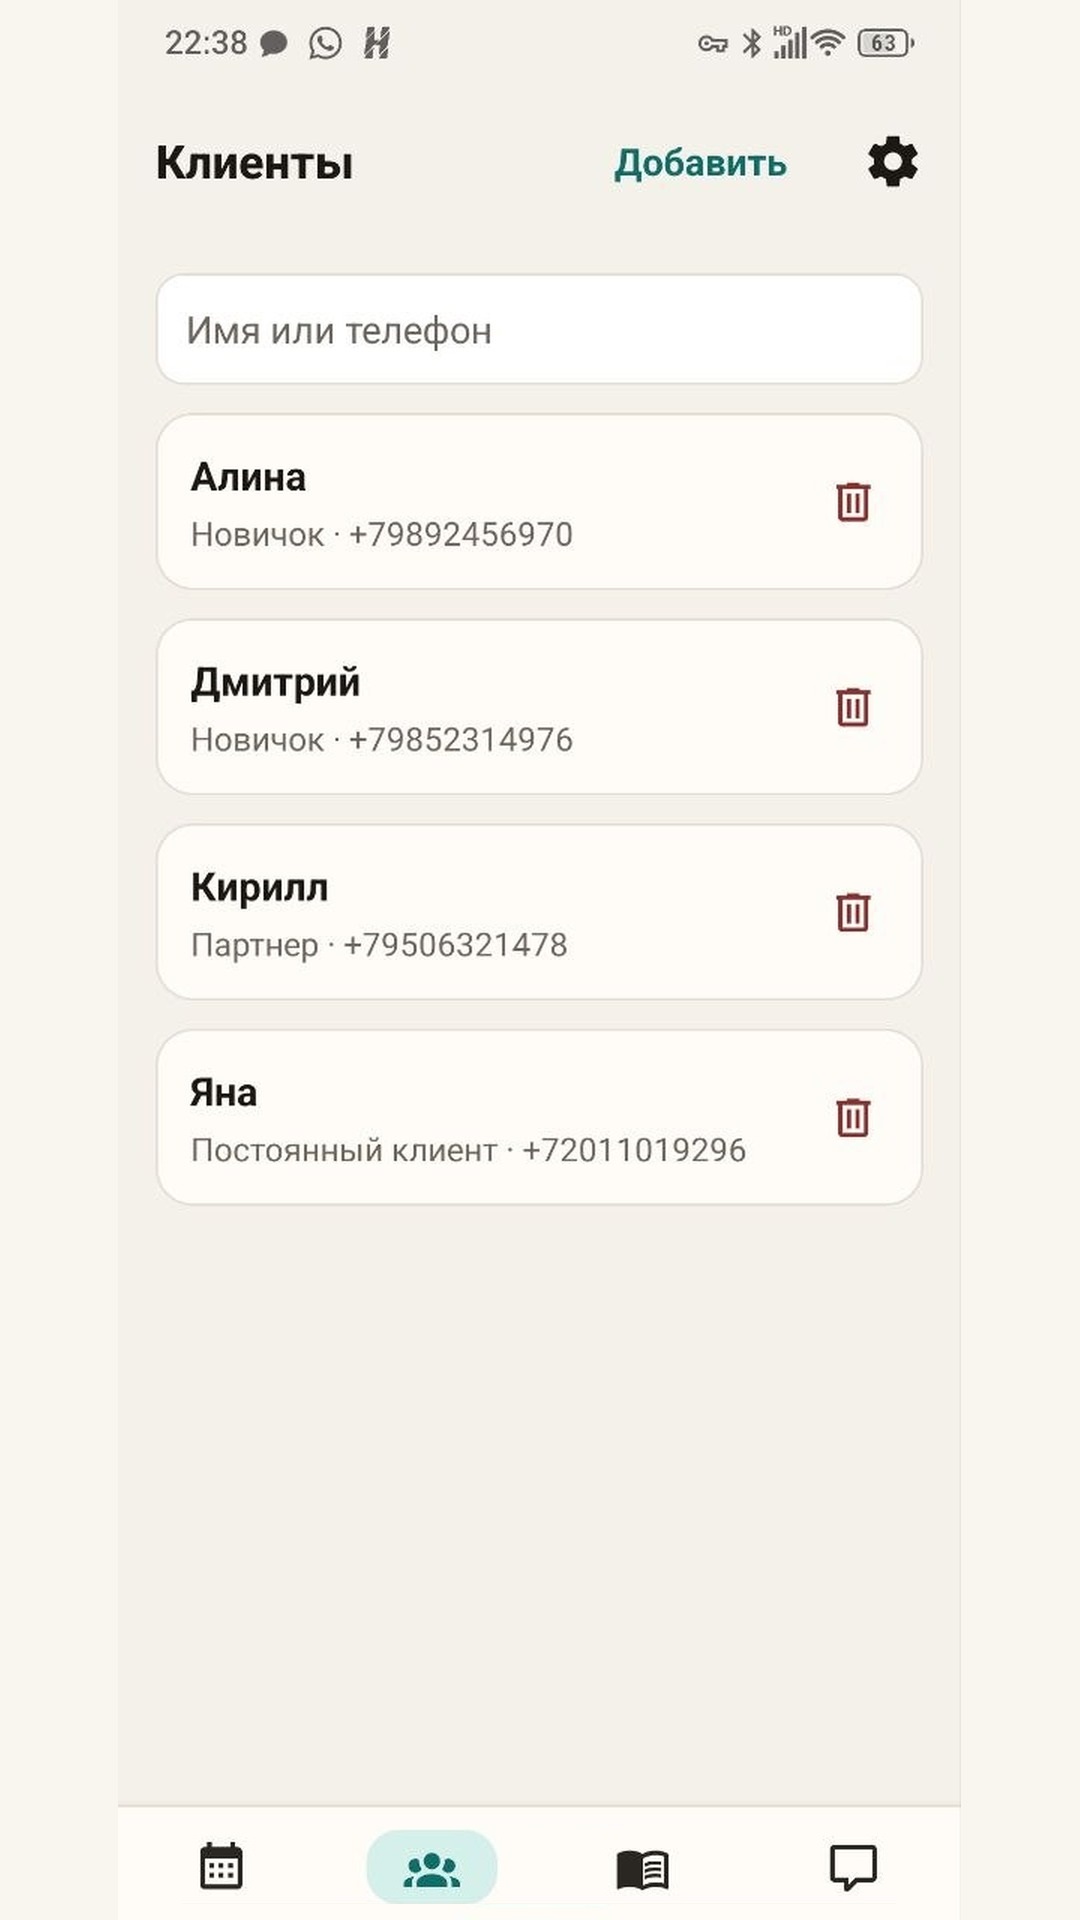 22:38
HD
63
Клиенты
Добавить
Имя или телефон
Алина
Новичок · +79892456970
Дмитрий
Новичок · +79852314976
Кирилл
Партнер · +79506321478
Яна
Постоянный клиент · +72011019296